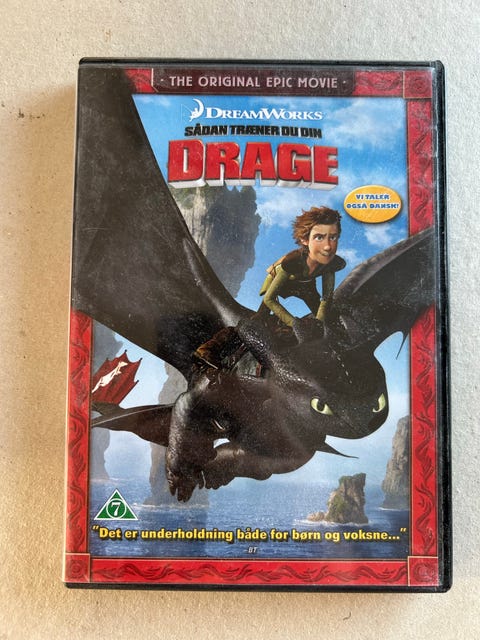 · THE ORIGINAL EPIC MOVIE ·
DREAMWORKS
SÅDAN TRÆNER DU DIN
DRAGE
VI TALER
OGSÅ DANSK!
7
"Det er underholdning både for børn og voksne..."
–BT